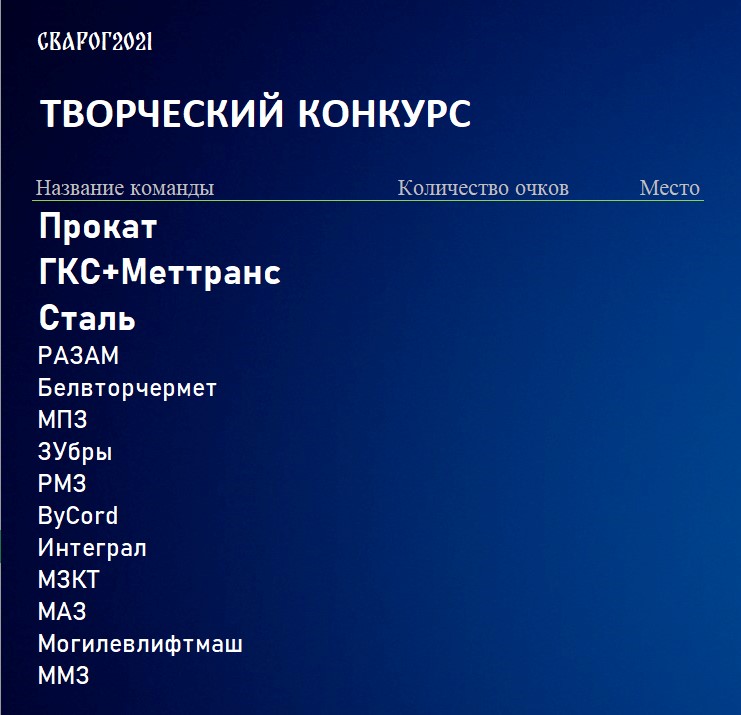 СВАРОГ2021
ТВОРЧЕСКИЙ КОНКУРС
Название команды Количество очков Место
Прокат
ГКС+Меттранс
Сталь
РАЗАМ
Белвторчермет
МПЗ
ЗУбры
РМЗ
ByCord
Интеграл
МЗКТ
МАЗ
Могилевлифтмаш
ММЗ